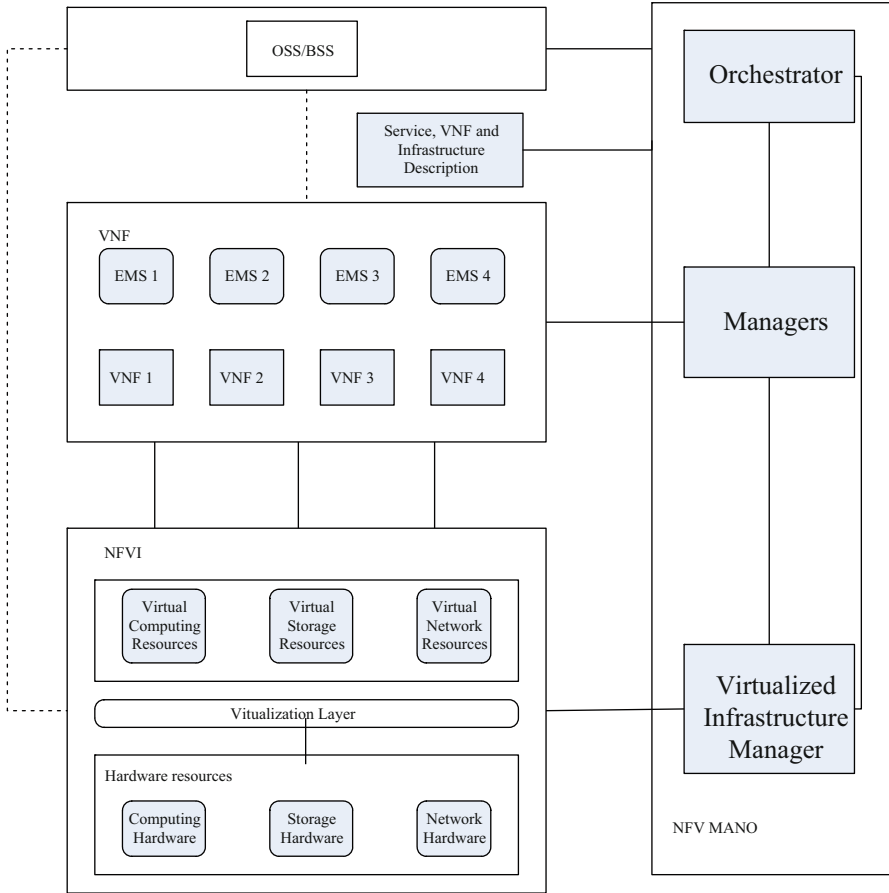 OSS/BSS
Orchestrator
Service, VNF and
Infrastructure
Description
VNF
EMS 1
EMS 2
EMS 3
EMS 4
Managers
VNF 1
VNF 2
VNF 3
VNF 4
NFVI
Virtual
Computing
Resources
Virtual
Storage
Resources
Virtual
Network
Resources
Vitualization Layer
Virtualized
Infrastructure
Manager
Hardware resources
Computing
Hardware
Storage
Hardware
Network
Hardware
NFV MANO